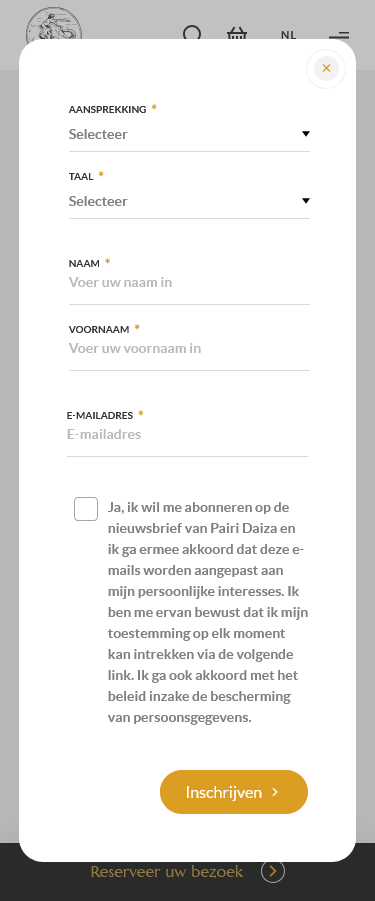 NL
AANSPREKKING *
Selecteer
TAAL *
Selecteer
NAAM *
Voer uw naam in
VOORNAAM *
Voer uw voornaam in
E-MAILADRES *
E-mailadres
Ja, ik wil me abonneren op de
nieuwsbrief van Pairi Daiza en
ik ga ermee akkoord dat deze e-
mails worden aangepast aan
mijn persoonlijke interesses. Ik
ben me ervan bewust dat ik mijn
toestemming op elk moment
kan intrekken via de volgende
link. Ik ga ook akkoord met het
beleid inzake de bescherming
van persoonsgegevens.
Inschrijven
Reserveer uw bezoek